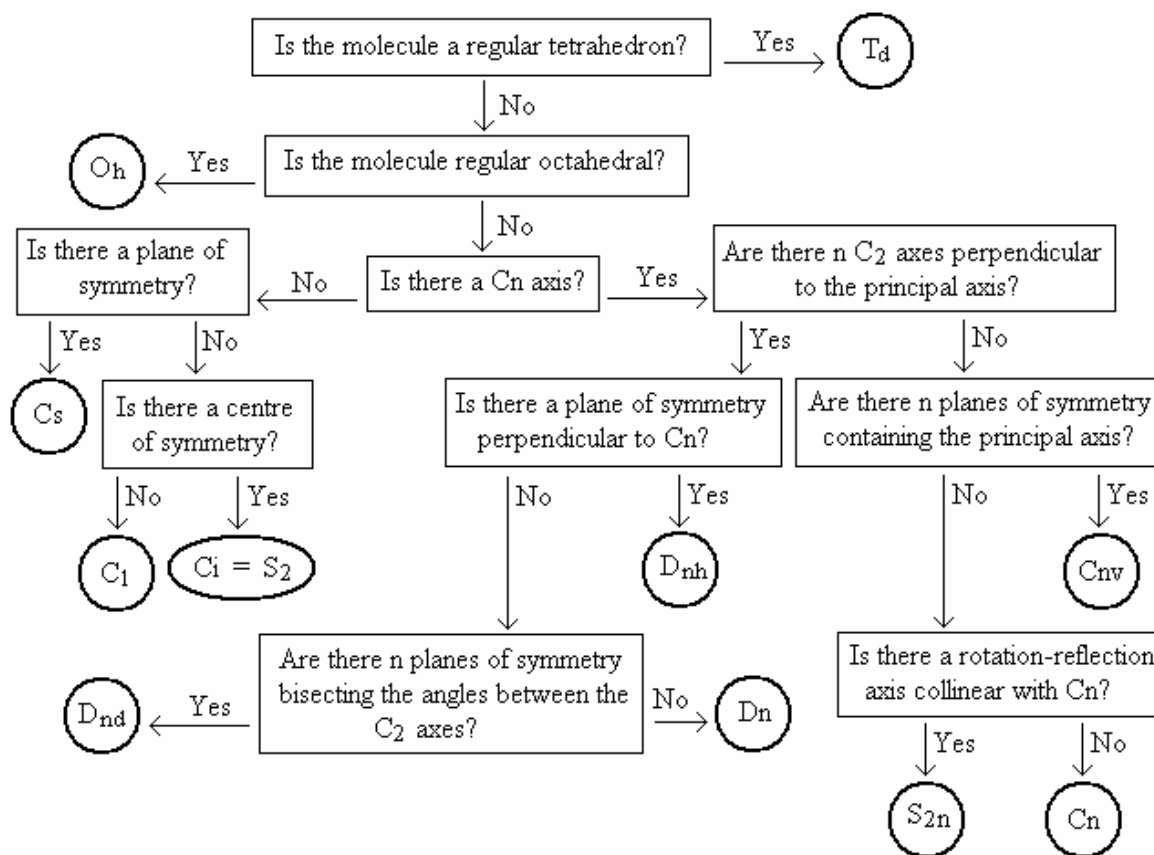 Is the molecule a regular tetrahedron?
Yes
Td
No
Is the molecule regular octahedral?
Yes
Oh
No
Is there a plane of
symmetry?
No
Is there a Cn axis?
Yes
Are there n C2 axes perpendicular
to the principal axis?
Yes
No
Yes
No
Cs
Is there a centre
of symmetry?
Is there a plane of symmetry
perpendicular to Cn?
Are there n planes of symmetry
containing the principal axis?
No
Yes
No
Yes
No
Yes
C1
Ci = S2
Dnh
Cnv
Are there n planes of symmetry
bisecting the angles between the
C2 axes?
Yes
Dnd
No
Dn
Is there a rotation-reflection
axis collinear with Cn?
Yes
No
S2n
Cn